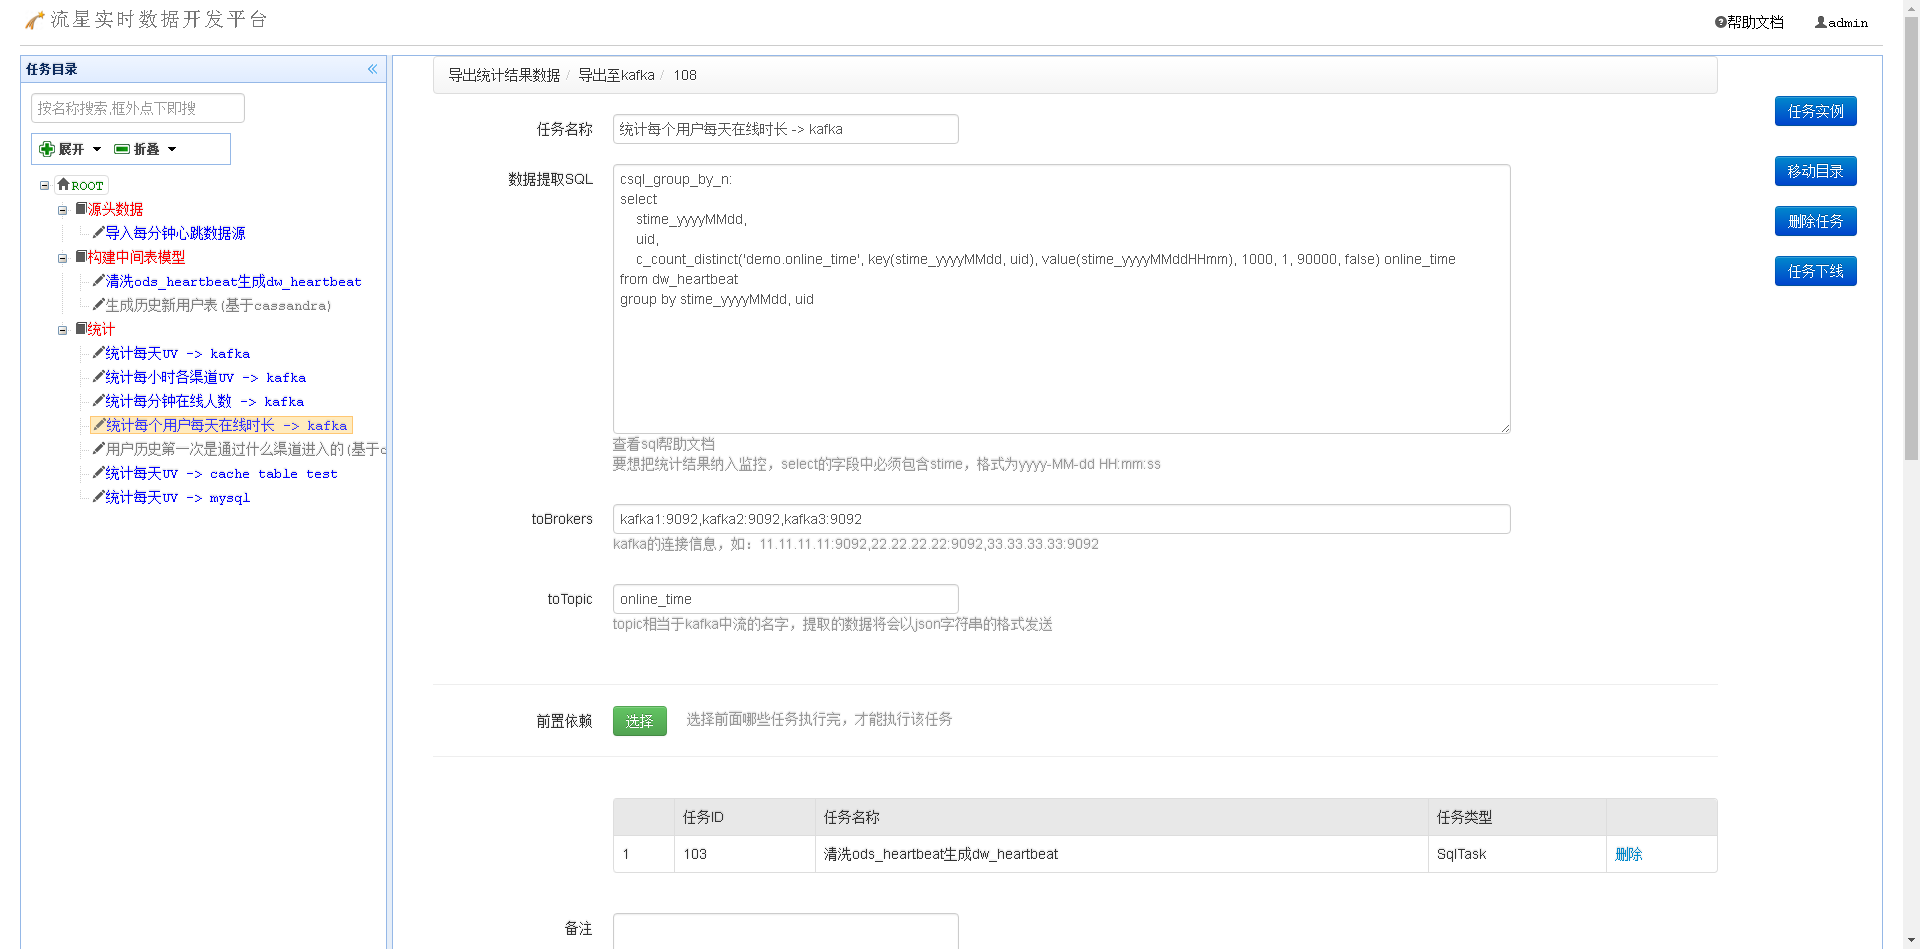 流星实时数据开发平台
帮助文档
admin
任务目录
按名称搜索,框外点下即搜
展开 折叠
ROOT
源头数据
导入每分钟心跳数据源
构建中间表模型
清洗ods_heartbeat生成dw_heartbeat
生成历史新用户表(基于cassandra)
统计
统计每天UV -> kafka
统计每小时各渠道UV -> kafka
统计每分钟在线人数 -> kafka
统计每个用户每天在线时长 -> kafka
用户历史第一次是通过什么渠道进入的(基于c
统计每天UV -> cache table test
统计每天UV -> mysql
导出统计结果数据 / 导出至kafka / 108
任务名称
统计每个用户每天在线时长 -> kafka
数据提取SQL
csql_group_by_n:
select
stime_yyyyMMdd,
uid,
c_count_distinct('demo.online_time', key(stime_yyyyMMdd, uid), value(stime_yyyyMMddHHmm), 1000, 1, 90000, false) online_time
from dw_heartbeat
group by stime_yyyyMMdd, uid
查看sql帮助文档
要想把统计结果纳入监控，select的字段中必须包含stime，格式为yyyy-MM-dd HH:mm:ss
toBrokers
kafka1:9092,kafka2:9092,kafka3:9092
kafka的连接信息，如：11.11.11.11:9092,22.22.22.22:9092,33.33.33.33:9092
toTopic
online_time
topic相当于kafka中流的名字，提取的数据将会以json字符串的格式发送
前置依赖
选择
选择前面哪些任务执行完，才能执行该任务
任务ID 任务名称 任务类型
1 103 清洗ods_heartbeat生成dw_heartbeat SqlTask 删除
备注
任务实例
移动目录
删除任务
任务下线